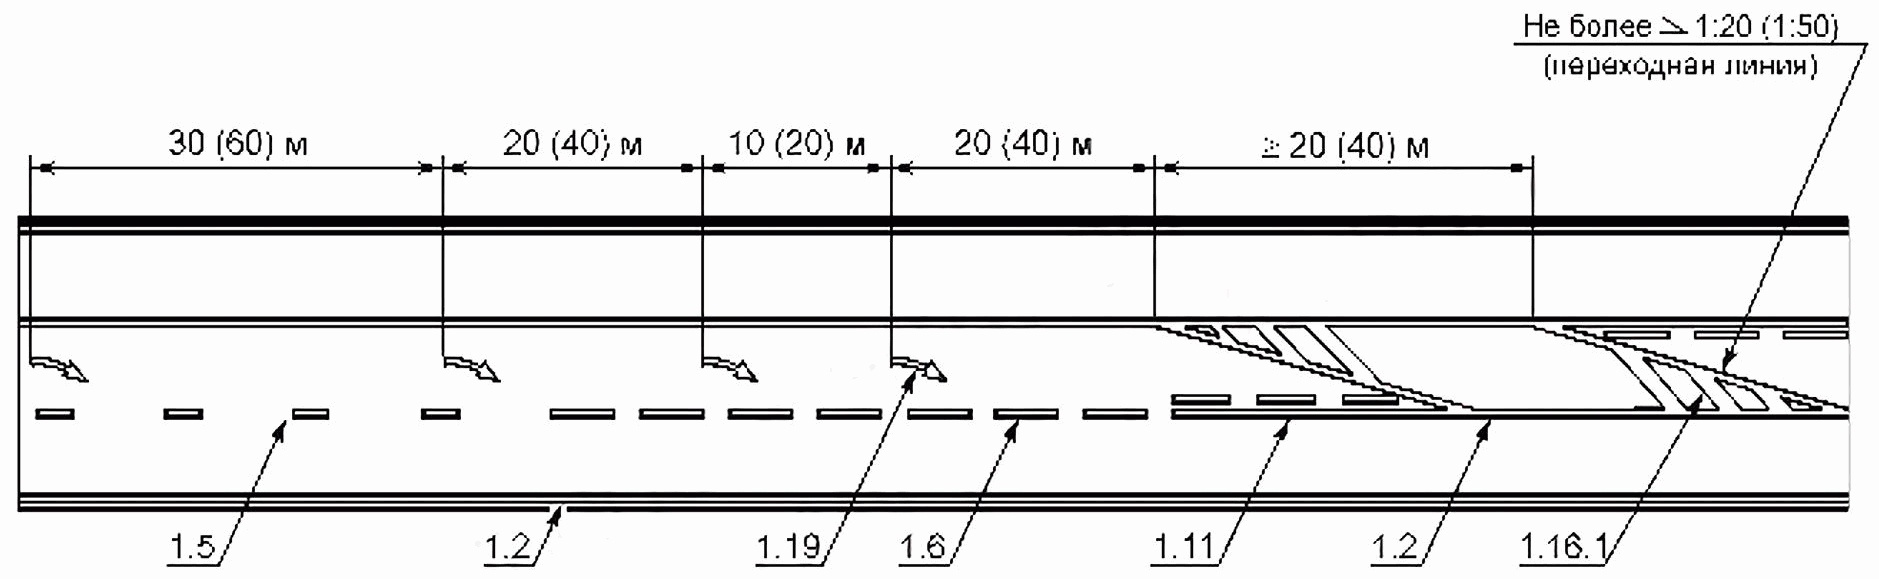 Не более 1:20 (1:50)
(переходная линия)
30 (60) м
20 (40) м
10 (20) м
20 (40) м
≥ 20 (40) м
1.5
1.2
1.19
1.6
1.11
1.2
1.16.1